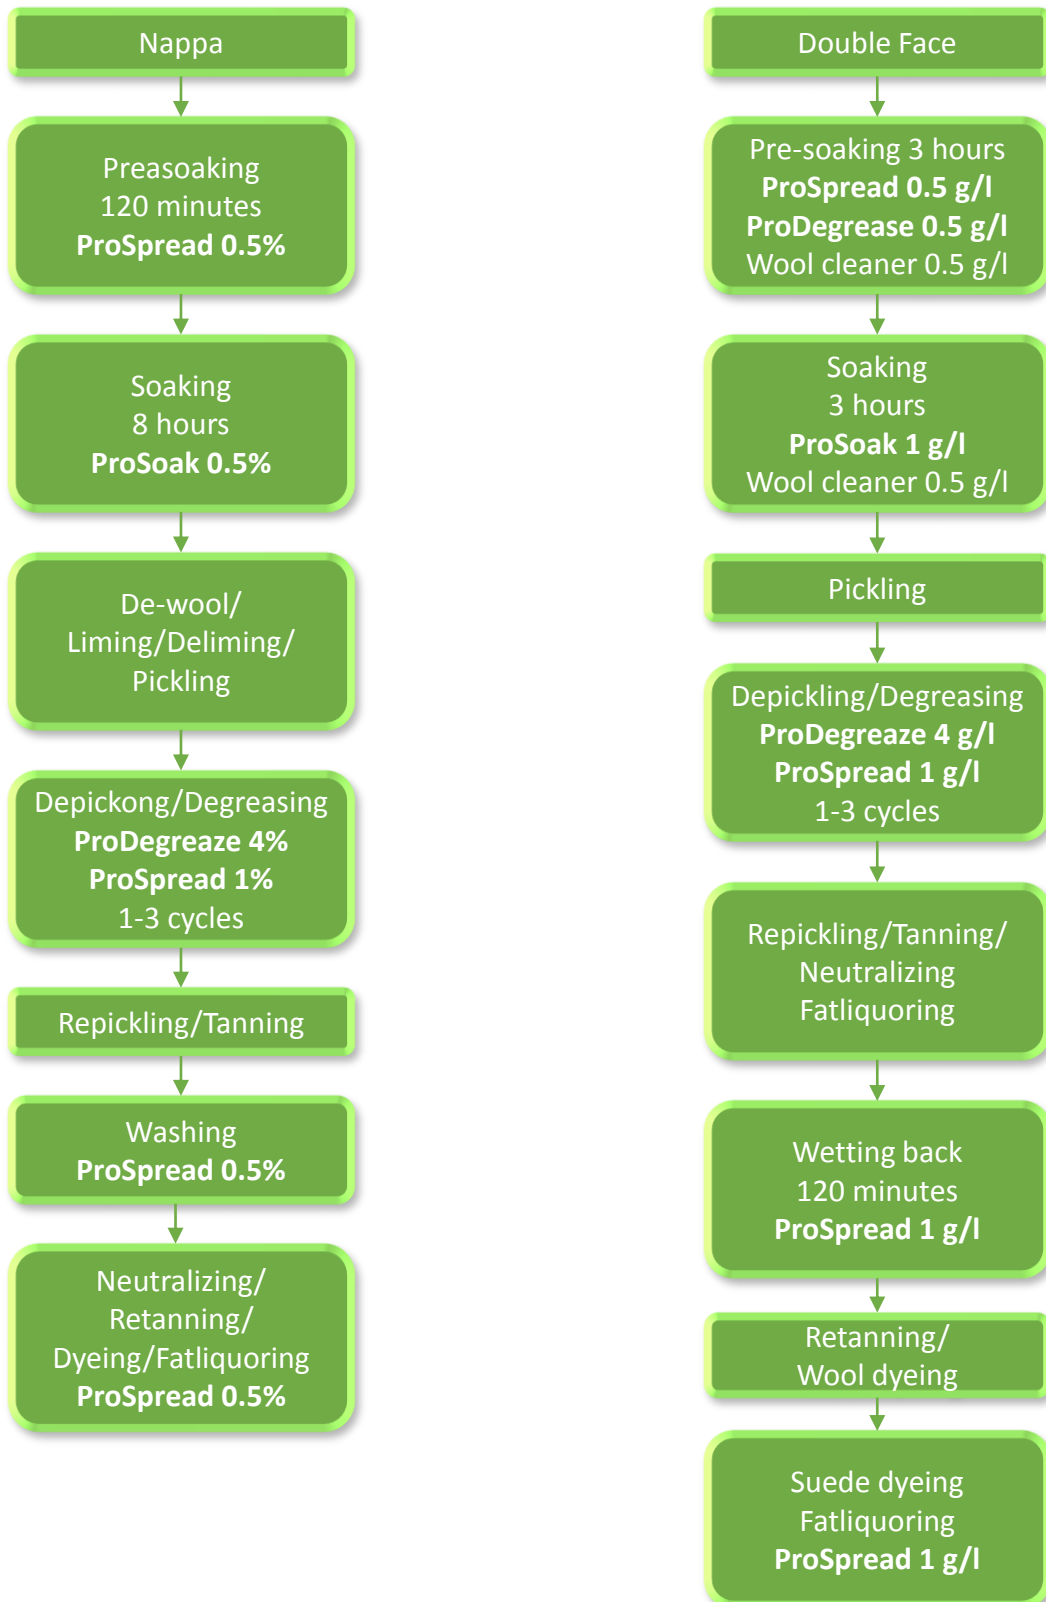 Nappa
Preasoaking
120 minutes
ProSpread 0.5%
Soaking
8 hours
ProSoak 0.5%
De-wool/
Liming/Deliming/
Pickling
Depickong/Degreasing
ProDegreaze 4%
ProSpread 1%
1-3 cycles
Repickling/Tanning
Washing
ProSpread 0.5%
Neutralizing/
Retanning/
Dyeing/Fatliquoring
ProSpread 0.5%
Double Face
Pre-soaking 3 hours
ProSpread 0.5 g/l
ProDegrease 0.5 g/l
Wool cleaner 0.5 g/l
Soaking
3 hours
ProSoak 1 g/l
Wool cleaner 0.5 g/l
Pickling
Depickling/Degreasing
ProDegreaze 4 g/l
ProSpread 1 g/l
1-3 cycles
Repickling/Tanning/
Neutralizing
Fatliquoring
Wetting back
120 minutes
ProSpread 1 g/l
Retanning/
Wool dyeing
Suede dyeing
Fatliquoring
ProSpread 1 g/l